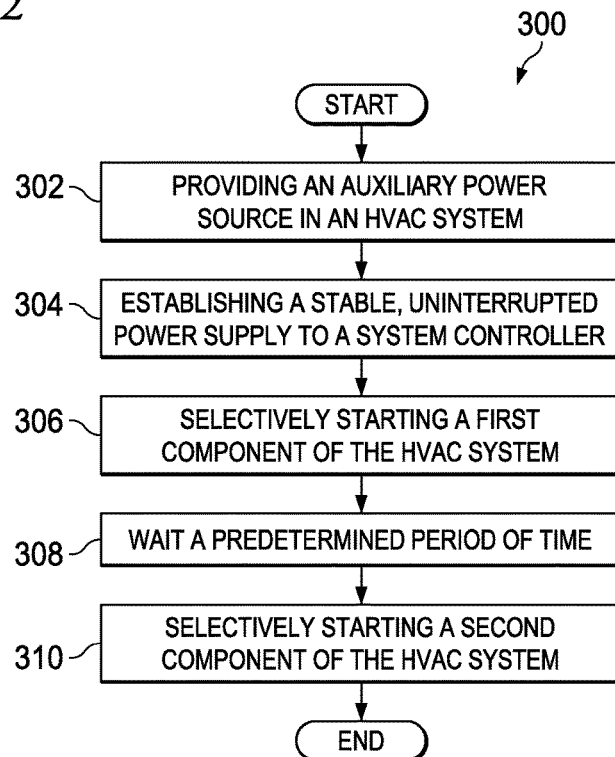 2
300
START
302
PROVIDING AN AUXILIARY POWER
SOURCE IN AN HVAC SYSTEM
304
ESTABLISHING A STABLE, UNINTERRUPTED
POWER SUPPLY TO A SYSTEM CONTROLLER
306
SELECTIVELY STARTING A FIRST
COMPONENT OF THE HVAC SYSTEM
308
WAIT A PREDETERMINED PERIOD OF TIME
310
SELECTIVELY STARTING A SECOND
COMPONENT OF THE HVAC SYSTEM
END